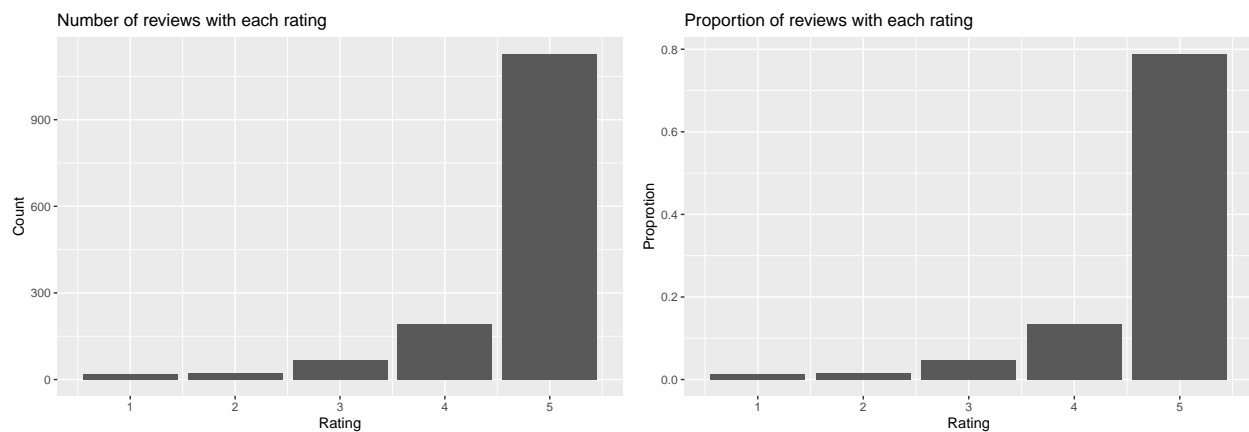 Number of reviews with each rating
900
600
300
0
Count
1 2 3 4 5
Rating
Proportion of reviews with each rating
0.8
0.6
0.4
0.2
0.0
Proprotion
1 2 3 4 5
Rating